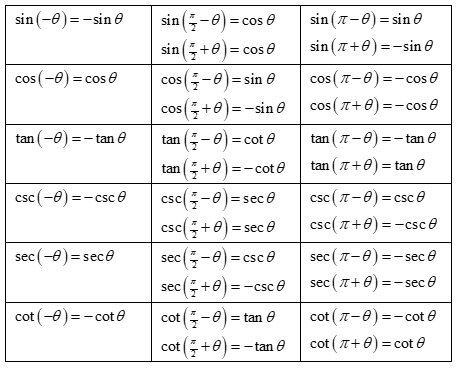 sin(−θ)=−sin θ
sin(π/2−θ)=cos θ
sin(π/2+θ)=cos θ
sin(π−θ)=sin θ
sin(π+θ)=−sin θ
cos(−θ)=cos θ
cos(π/2−θ)=sin θ
cos(π/2+θ)=−sin θ
cos(π−θ)=−cos θ
cos(π+θ)=−cos θ
tan(−θ)=−tan θ
tan(π/2−θ)=cot θ
tan(π/2+θ)=−cot θ
tan(π−θ)=−tan θ
tan(π+θ)=tan θ
csc(−θ)=−csc θ
csc(π/2−θ)=sec θ
csc(π/2+θ)=sec θ
csc(π−θ)=csc θ
csc(π+θ)=−csc θ
sec(−θ)=sec θ
sec(π/2−θ)=csc θ
sec(π/2+θ)=−csc θ
sec(π−θ)=−sec θ
sec(π+θ)=−sec θ
cot(−θ)=−cot θ
cot(π/2−θ)=tan θ
cot(π/2+θ)=−tan θ
cot(π−θ)=−cot θ
cot(π+θ)=cot θ